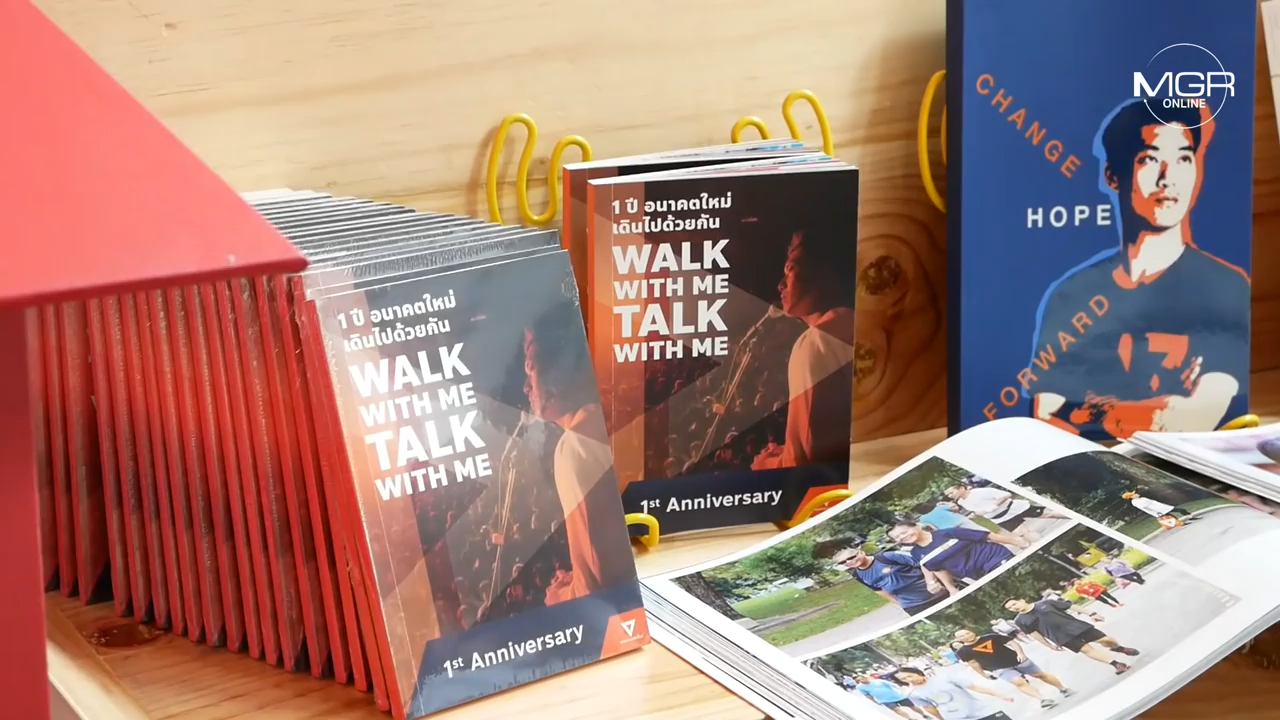 MGR
ONLINE
CHANGE
HOPE
FORWARD
1 ปี อนาคตใหม่
เดินไปด้วยกัน
WALK
WITH ME
TALK
WITH ME
1st Anniversary
1 ปี อนาคตใหม่
เดินไปด้วยกัน
WALK
WITH ME
TALK
WITH ME
1st Anniversary